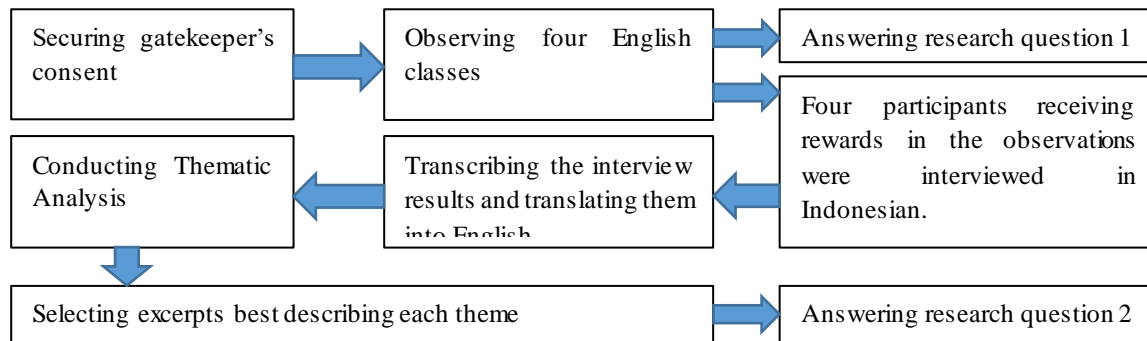 Securing gatekeeper's
consent
Observing four English
classes
Answering research question 1
Four participants receiving
rewards in the observations
were interviewed in
Indonesian.
Transcribing the interview
results and translating them
into English
Conducting Thematic
Analysis
Selecting excerpts best describing each theme
Answering research question 2